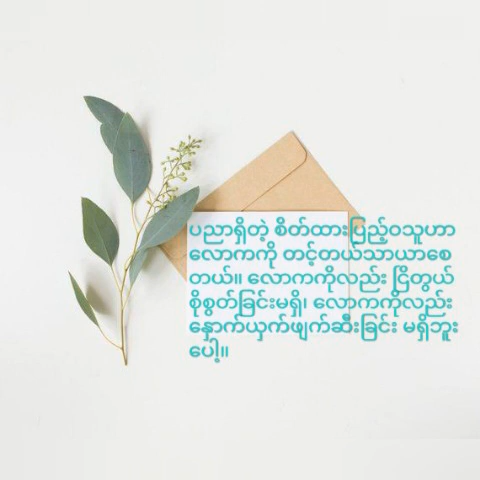 ပညာရှိတဲ့ စိတ်ထားပြည့်ဝသူဟာ
လောကကို တင့်တယ်သာယာစေ
တယ်။ လောကကိုလည်း ငြိတွယ်
စိုစွတ်ခြင်းမရှိ၊ လောကကိုလည်း
နှောက်ယှက်ဖျက်ဆီးခြင်း မရှိဘူး
ပေါ့။